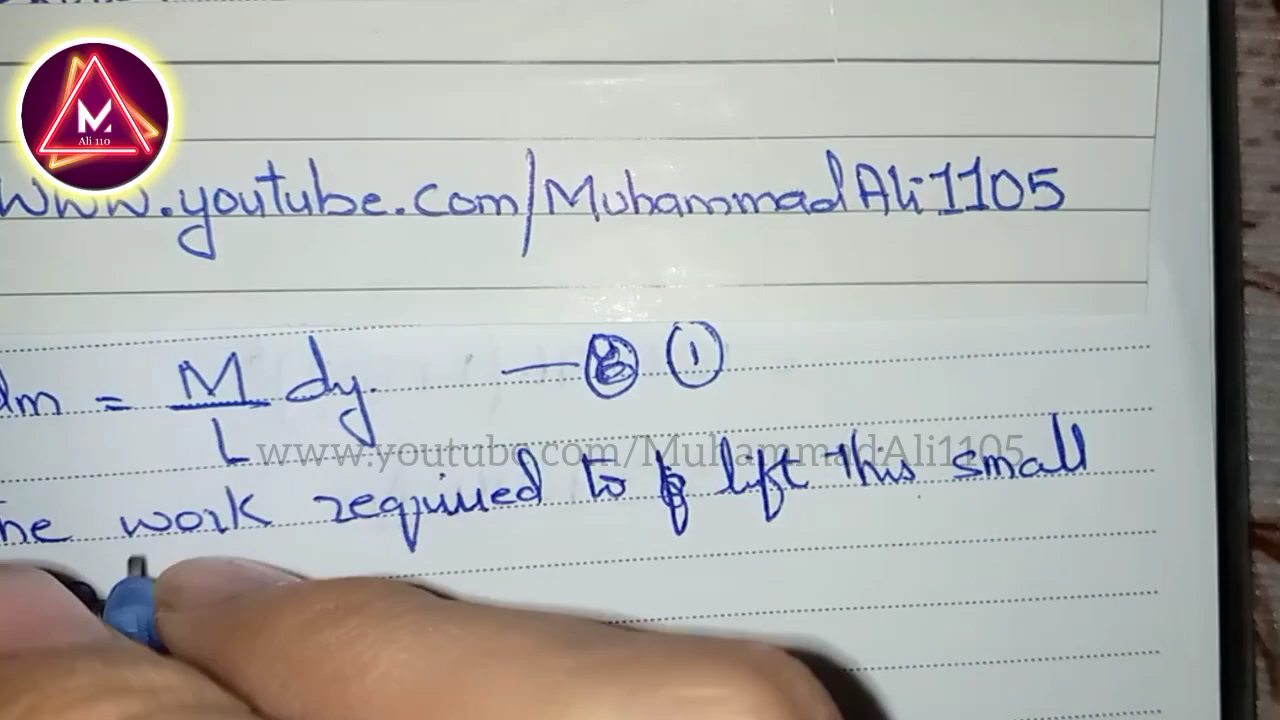 M
Ali 110
www.youtube.com/MuhammadAli1105
dm = M/L dy. — ①
www.youtube.com/MuhammadAli1105
he work required to lift this small